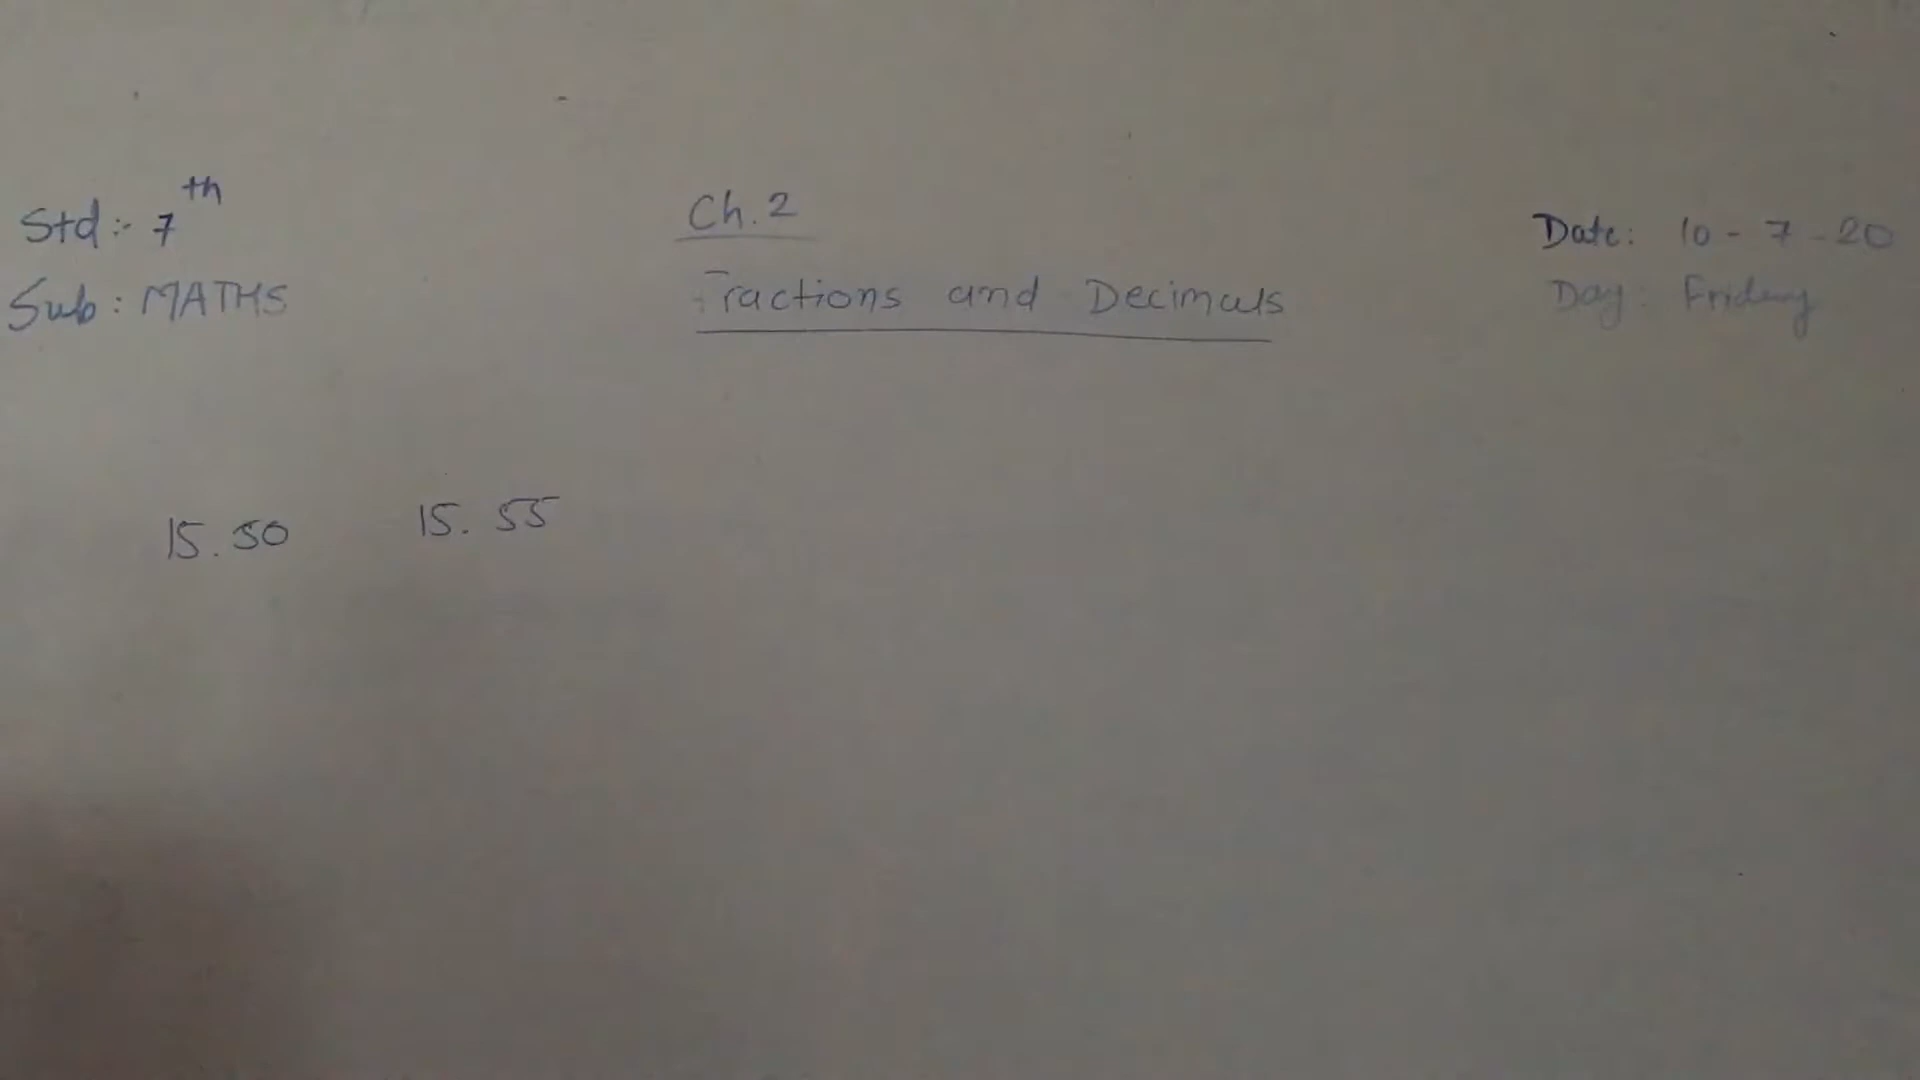 Std:- 7th
Sub: MATHS
Ch. 2
Fractions and Decimals
Date: 10 - 7 - 20
Day: Friday
15.50 15.55